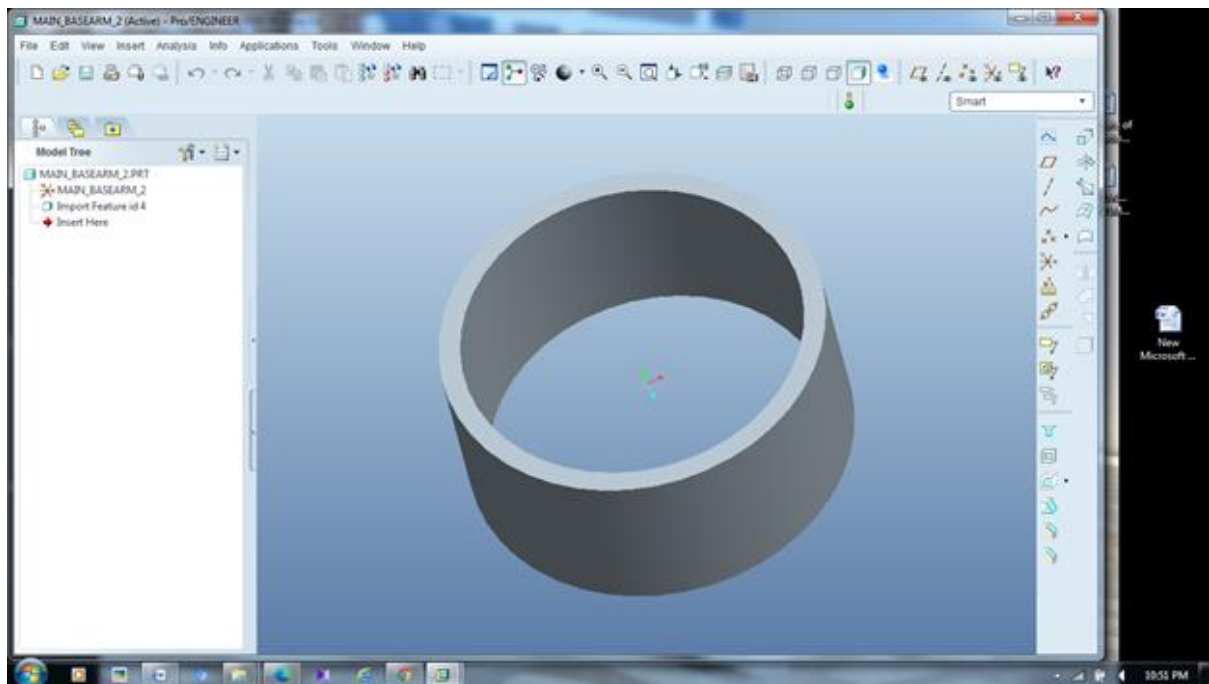 MAIN_BASEARM_2 (Active) - Pro/ENGINEER
File Edit View Insert Analysis Info Applications Tools Window Help
Smart
Model Tree
MAIN_BASEARM_2.PRT
MAIN_BASEARM_2
Import Feature id 4
Insert Here
of
New
Microsoft ...
10:51 PM